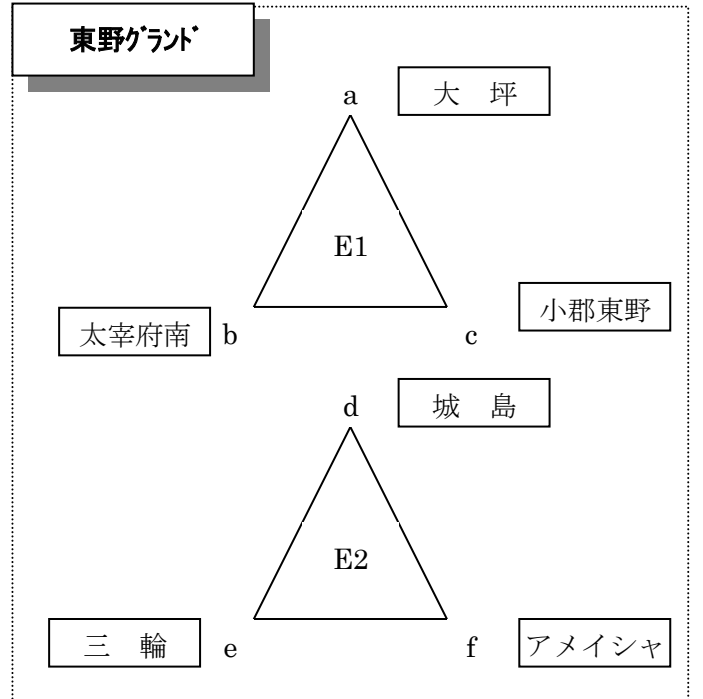 東野ｸﾞﾗﾝﾄﾞ
a 大 坪
E1
太宰府南 b c 小郡東野
d 城 島
E2
三 輪 e f アメイシャ